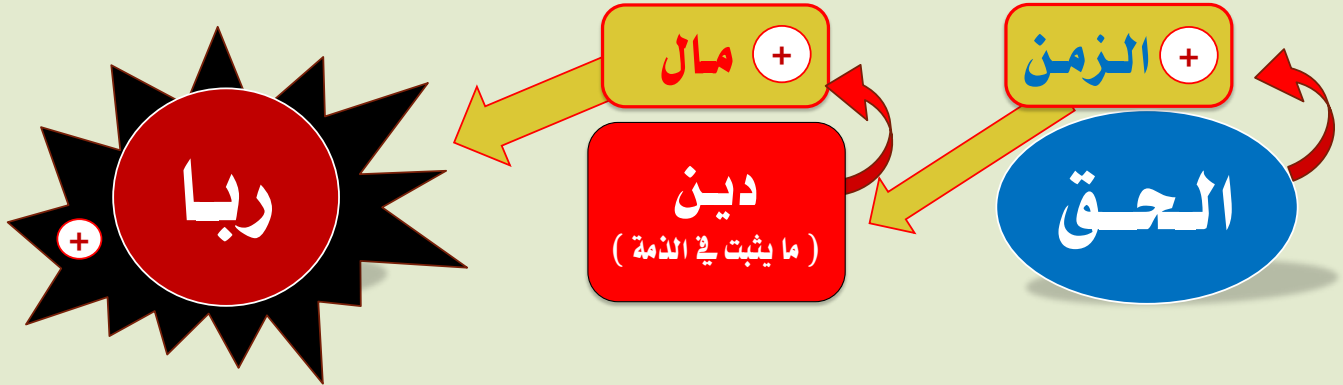 + الزمن
الحق
+ مال
دين
( ما يثبت في الذمة )
ربا
+